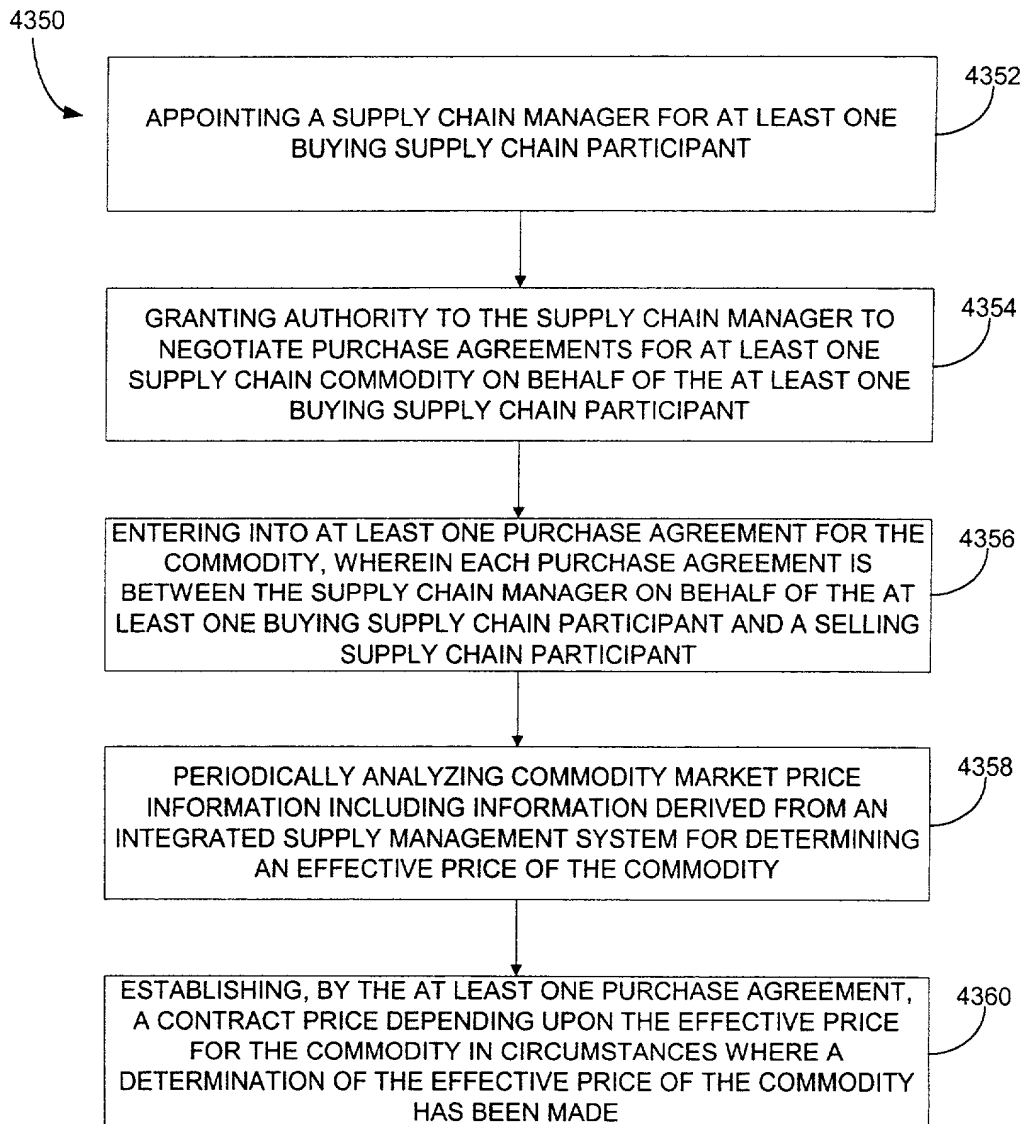 4350
4352
APPOINTING A SUPPLY CHAIN MANAGER FOR AT LEAST ONE
BUYING SUPPLY CHAIN PARTICIPANT
4354
GRANTING AUTHORITY TO THE SUPPLY CHAIN MANAGER TO
NEGOTIATE PURCHASE AGREEMENTS FOR AT LEAST ONE
SUPPLY CHAIN COMMODITY ON BEHALF OF THE AT LEAST ONE
BUYING SUPPLY CHAIN PARTICIPANT
4356
ENTERING INTO AT LEAST ONE PURCHASE AGREEMENT FOR THE
COMMODITY, WHEREIN EACH PURCHASE AGREEMENT IS
BETWEEN THE SUPPLY CHAIN MANAGER ON BEHALF OF THE AT
LEAST ONE BUYING SUPPLY CHAIN PARTICIPANT AND A SELLING
SUPPLY CHAIN PARTICIPANT
4358
PERIODICALLY ANALYZING COMMODITY MARKET PRICE
INFORMATION INCLUDING INFORMATION DERIVED FROM AN
INTEGRATED SUPPLY MANAGEMENT SYSTEM FOR DETERMINING
AN EFFECTIVE PRICE OF THE COMMODITY
4360
ESTABLISHING, BY THE AT LEAST ONE PURCHASE AGREEMENT,
A CONTRACT PRICE DEPENDING UPON THE EFFECTIVE PRICE
FOR THE COMMODITY IN CIRCUMSTANCES WHERE A
DETERMINATION OF THE EFFECTIVE PRICE OF THE COMMODITY
HAS BEEN MADE